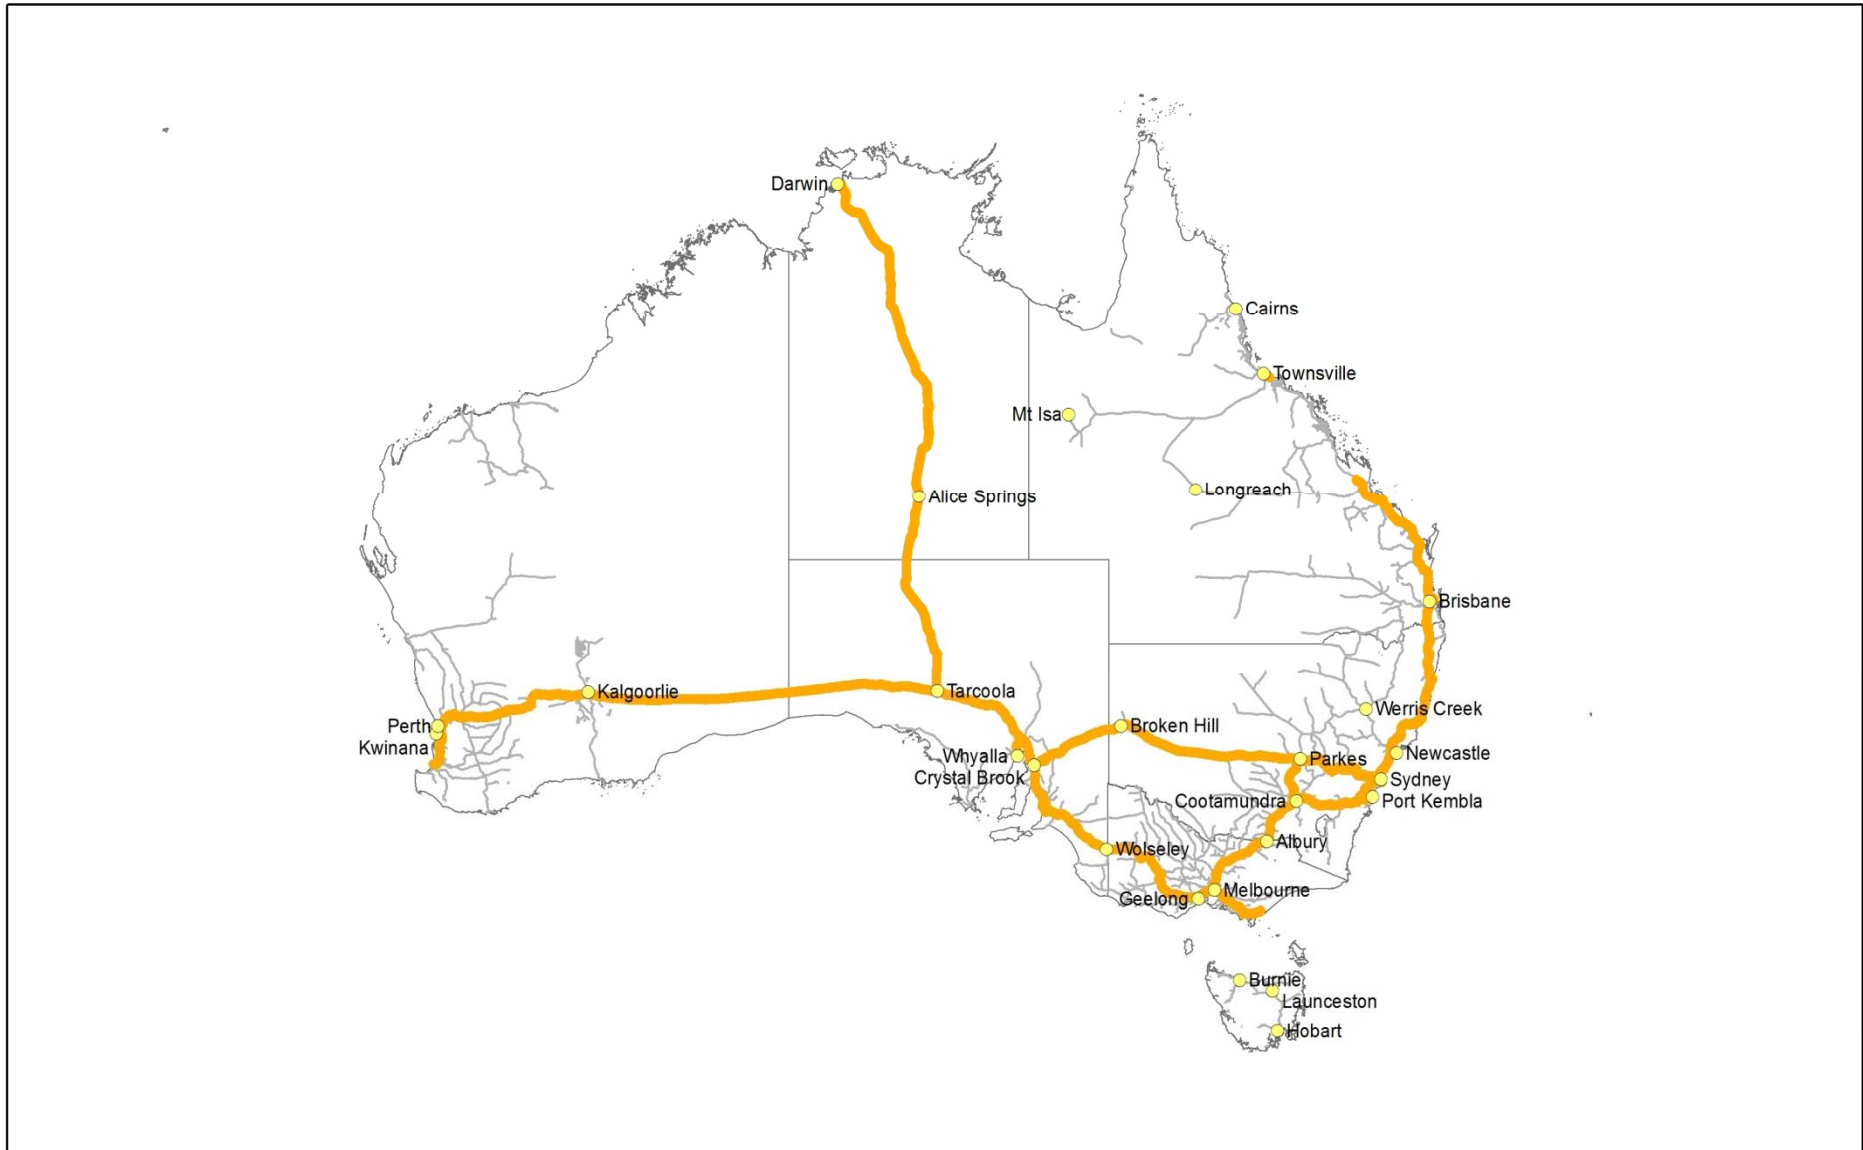 Darwin
Cairns
Townsville
Mt Isa
Longreach
Alice Springs
Brisbane
Kalgoorlie
Tarcoola
Werris Creek
Perth
Broken Hill
Kwinana
Newcastle
Whyalla
Parkes
Crystal Brook
Sydney
Cootamundra
Port Kembla
Albury
Wolseley
Melbourne
Geelong
Burnie
Launceston
Hobart